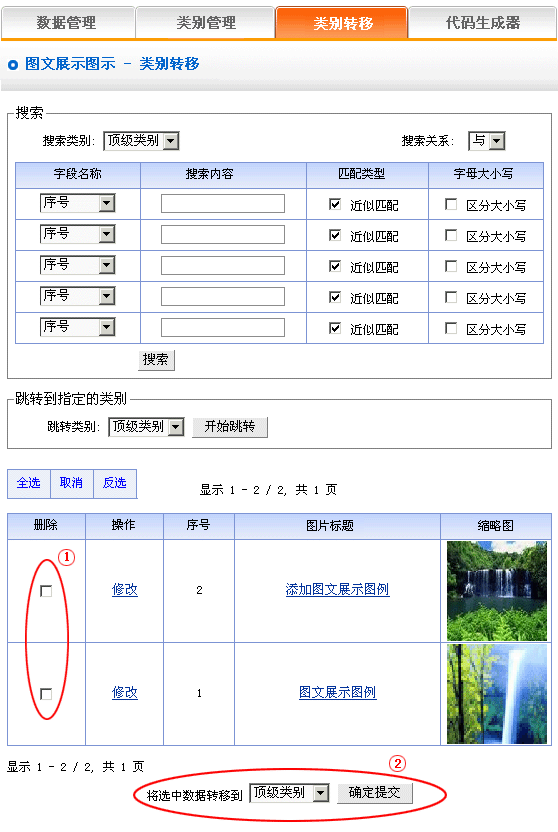 数据管理 类别管理 类别转移 代码生成器
图文展示图示 - 类别转移
搜索
搜索类别: 顶级类别 搜索关系: 与
字段名称 搜索内容 匹配类型 字母大小写
序号 近似匹配 区分大小写
序号 近似匹配 区分大小写
序号 近似匹配 区分大小写
序号 近似匹配 区分大小写
序号 近似匹配 区分大小写
搜索
跳转到指定的类别
跳转类别: 顶级类别 开始跳转
全选 取消 反选
显示 1 - 2 / 2, 共 1 页
删除 操作 序号 图片标题 缩略图
①
修改 2 添加图文展示图例
修改 1 图文展示图例
显示 1 - 2 / 2, 共 1 页
②
将选中数据转移到 顶级类别 确定提交